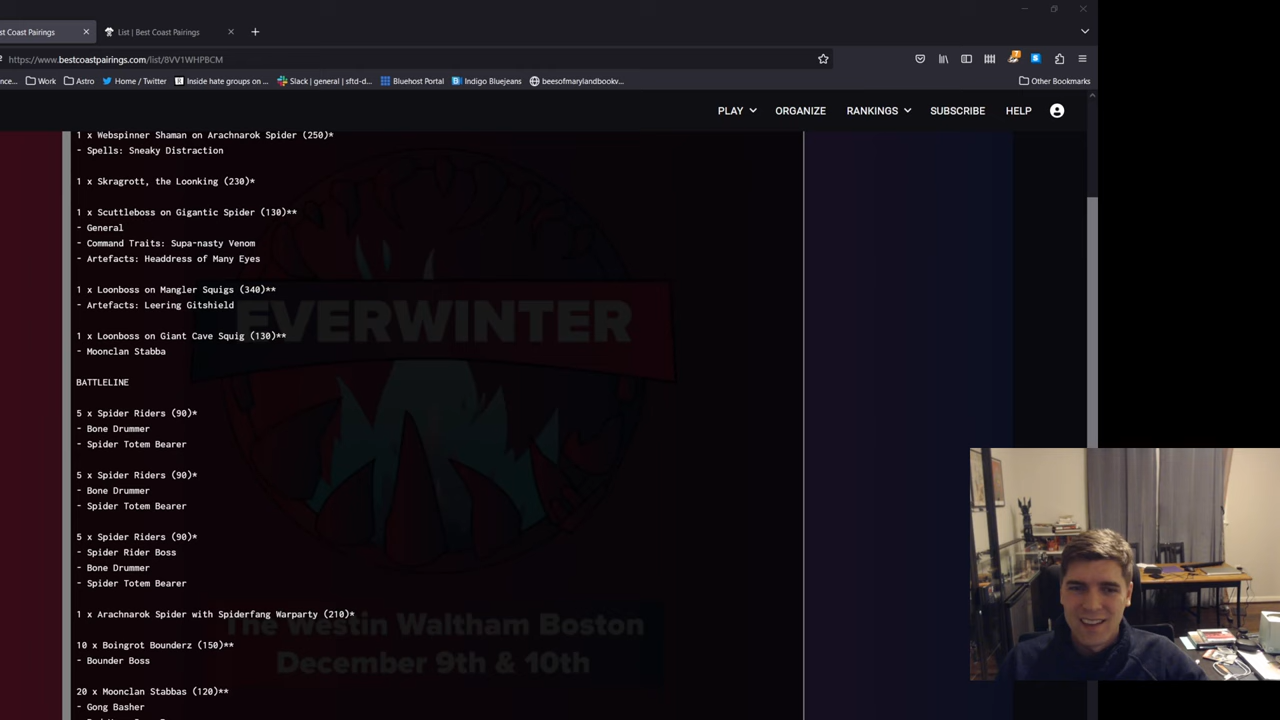 st Coast Pairings
List | Best Coast Pairings
https://www.bestcoastpairings.com/list/8VV1WHPBCM
nce...
Work
Astro
Home / Twitter
Inside hate groups on ...
Slack | general | sftd-d...
Bluehost Portal
Indigo Bluejeans
beesofmarylandbookv...
Other Bookmarks
PLAY
ORGANIZE
RANKINGS
SUBSCRIBE
HELP
1 x Webspinner Shaman on Arachnarok Spider (250)*
- Spells: Sneaky Distraction
1 x Skragrott, the Loonking (230)*
1 x Scuttleboss on Gigantic Spider (130)**
- General
- Command Traits: Supa-nasty Venom
- Artefacts: Headdress of Many Eyes
1 x Loonboss on Mangler Squigs (340)**
- Artefacts: Leering Gitshield
1 x Loonboss on Giant Cave Squig (130)**
- Moonclan Stabba
BATTLELINE
5 x Spider Riders (90)*
- Bone Drummer
- Spider Totem Bearer
5 x Spider Riders (90)*
- Bone Drummer
- Spider Totem Bearer
5 x Spider Riders (90)*
- Spider Rider Boss
- Bone Drummer
- Spider Totem Bearer
1 x Arachnarok Spider with Spiderfang Warparty (210)*
10 x Boingrot Bounderz (150)**
- Bounder Boss
20 x Moonclan Stabbas (120)**
- Gong Basher
EVERWINTER
The Westin Waltham Boston
December 9th & 10th